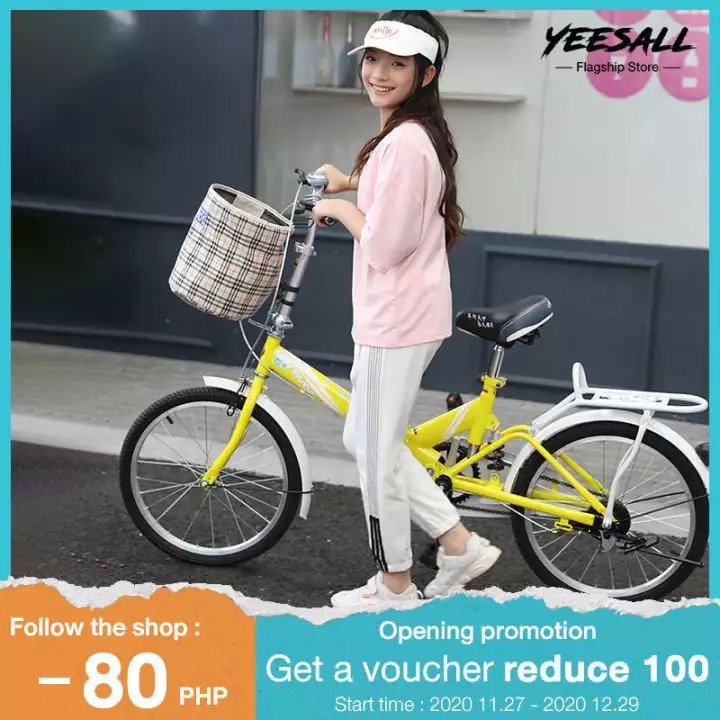 smile
YEESALL
— Flagship Store —
Follow the shop :
Opening promotion
−80 PHP
Get a voucher reduce 100
Start time : 2020 11.27 - 2020 12.29